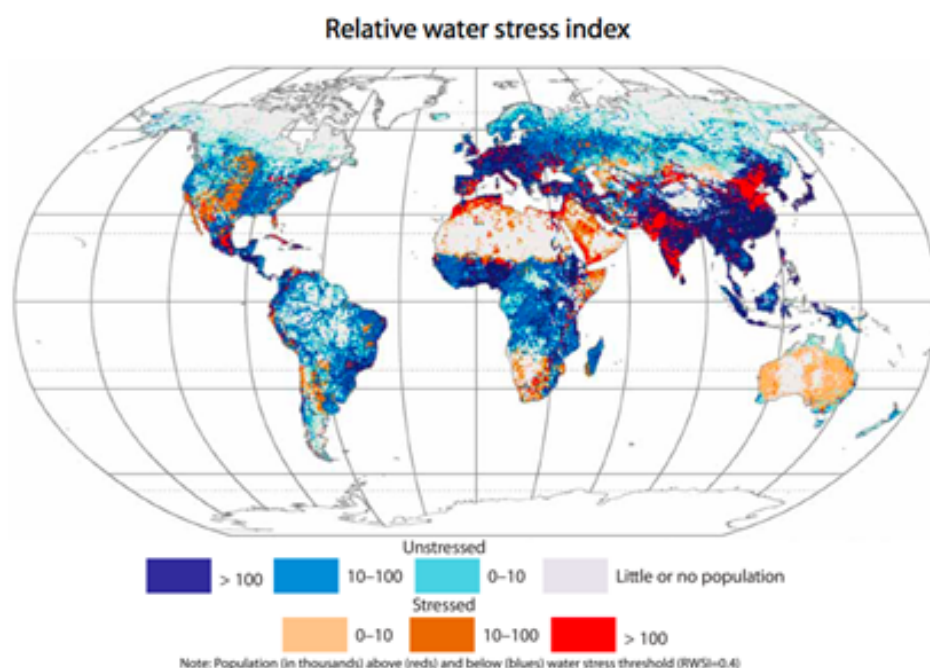 Relative water stress index
Unstressed
> 100
10–100
0–10
Little or no population
Stressed
0–10
10–100
> 100
Note: Population (in thousands) above (reds) and below (blues) water stress threshold (RWSI=0.4)